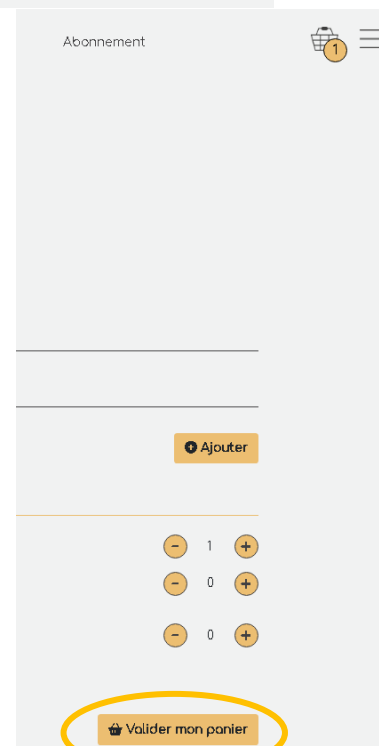 Abonnement
1
Ajouter
- 1 +
- 0 +
- 0 +
Valider mon panier